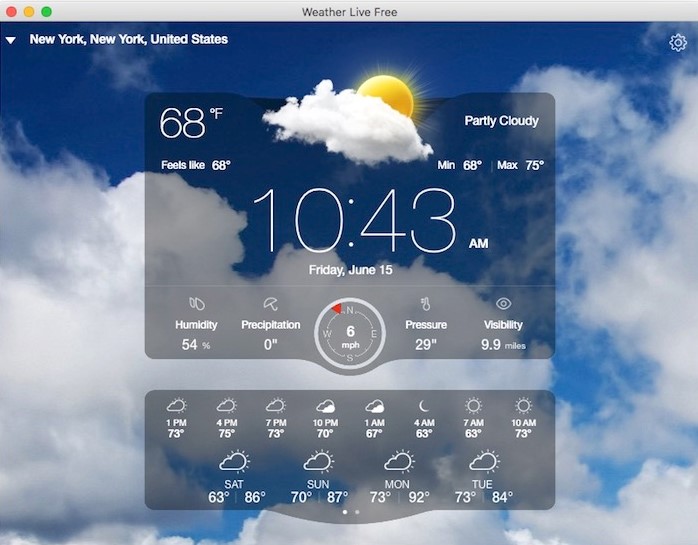 Weather Live Free
New York, New York, United States
68 °F
Partly Cloudy
Feels like 68°
Min 68° | Max 75°
10:43 AM
Friday, June 15
Humidity
54 %
Precipitation
0"
N
W E
S
6
mph
Pressure
29"
Visibility
9.9 miles
1 PM 4 PM 7 PM 10 PM 1 AM 4 AM 7 AM 10 AM
73° 75° 73° 70° 67° 63° 63° 73°
SAT SUN MON TUE
63° | 86° 70° | 87° 73° | 92° 73° | 84°